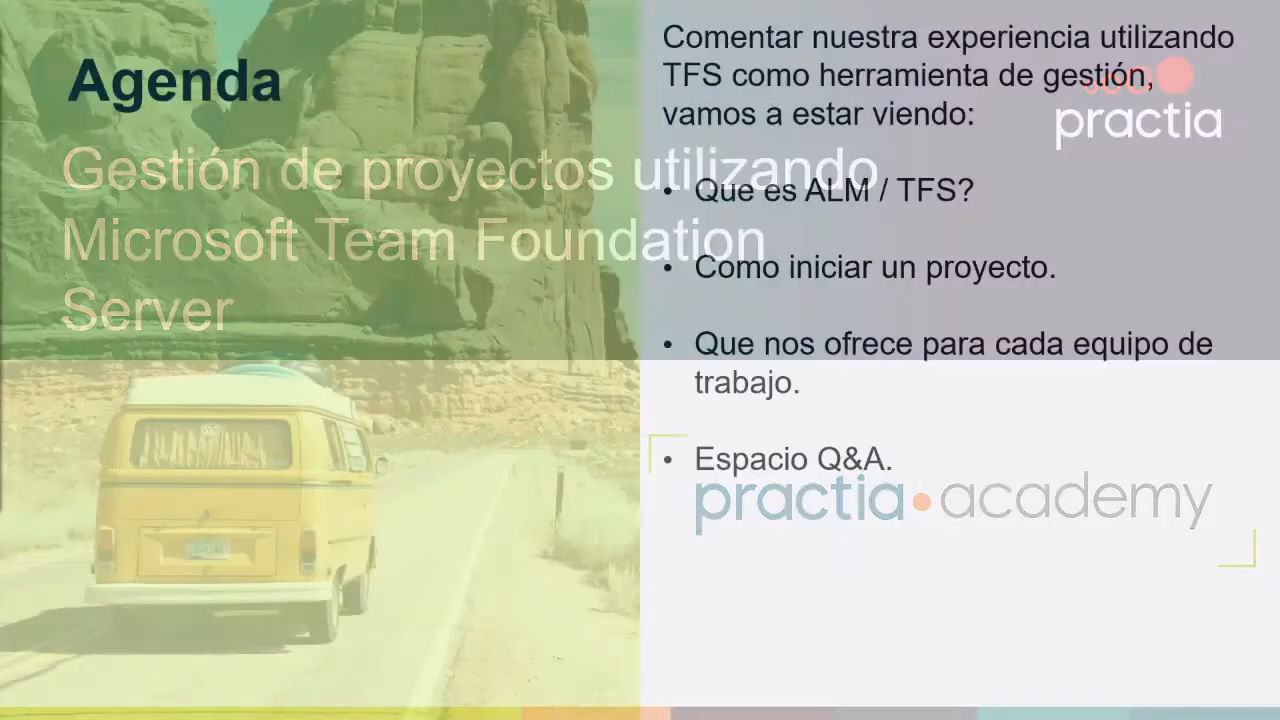 Agenda
Gestión de proyectos utilizando
Microsoft Team Foundation
Server
Comentar nuestra experiencia utilizando
TFS como herramienta de gestión,
vamos a estar viendo:
practia
• Que es ALM / TFS?
• Como iniciar un proyecto.
• Que nos ofrece para cada equipo de
trabajo.
• Espacio Q&A.
practia academy